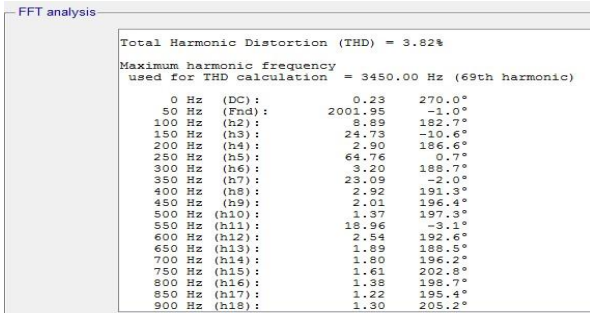 FFT analysis
Total Harmonic Distortion (THD) = 3.82%
Maximum harmonic frequency
used for THD calculation = 3450.00 Hz (69th harmonic)
0 Hz (DC): 0.23 270.0°
50 Hz (Fnd): 2001.95 -1.0°
100 Hz (h2): 8.89 182.7°
150 Hz (h3): 24.73 -10.6°
200 Hz (h4): 2.90 186.6°
250 Hz (h5): 64.76 0.7°
300 Hz (h6): 3.20 188.7°
350 Hz (h7): 23.09 -2.0°
400 Hz (h8): 2.92 191.3°
450 Hz (h9): 2.01 196.4°
500 Hz (h10): 1.37 197.3°
550 Hz (h11): 18.96 -3.1°
600 Hz (h12): 2.54 192.6°
650 Hz (h13): 1.89 188.5°
700 Hz (h14): 1.80 196.2°
750 Hz (h15): 1.61 202.8°
800 Hz (h16): 1.38 198.7°
850 Hz (h17): 1.22 195.4°
900 Hz (h18): 1.30 205.2°